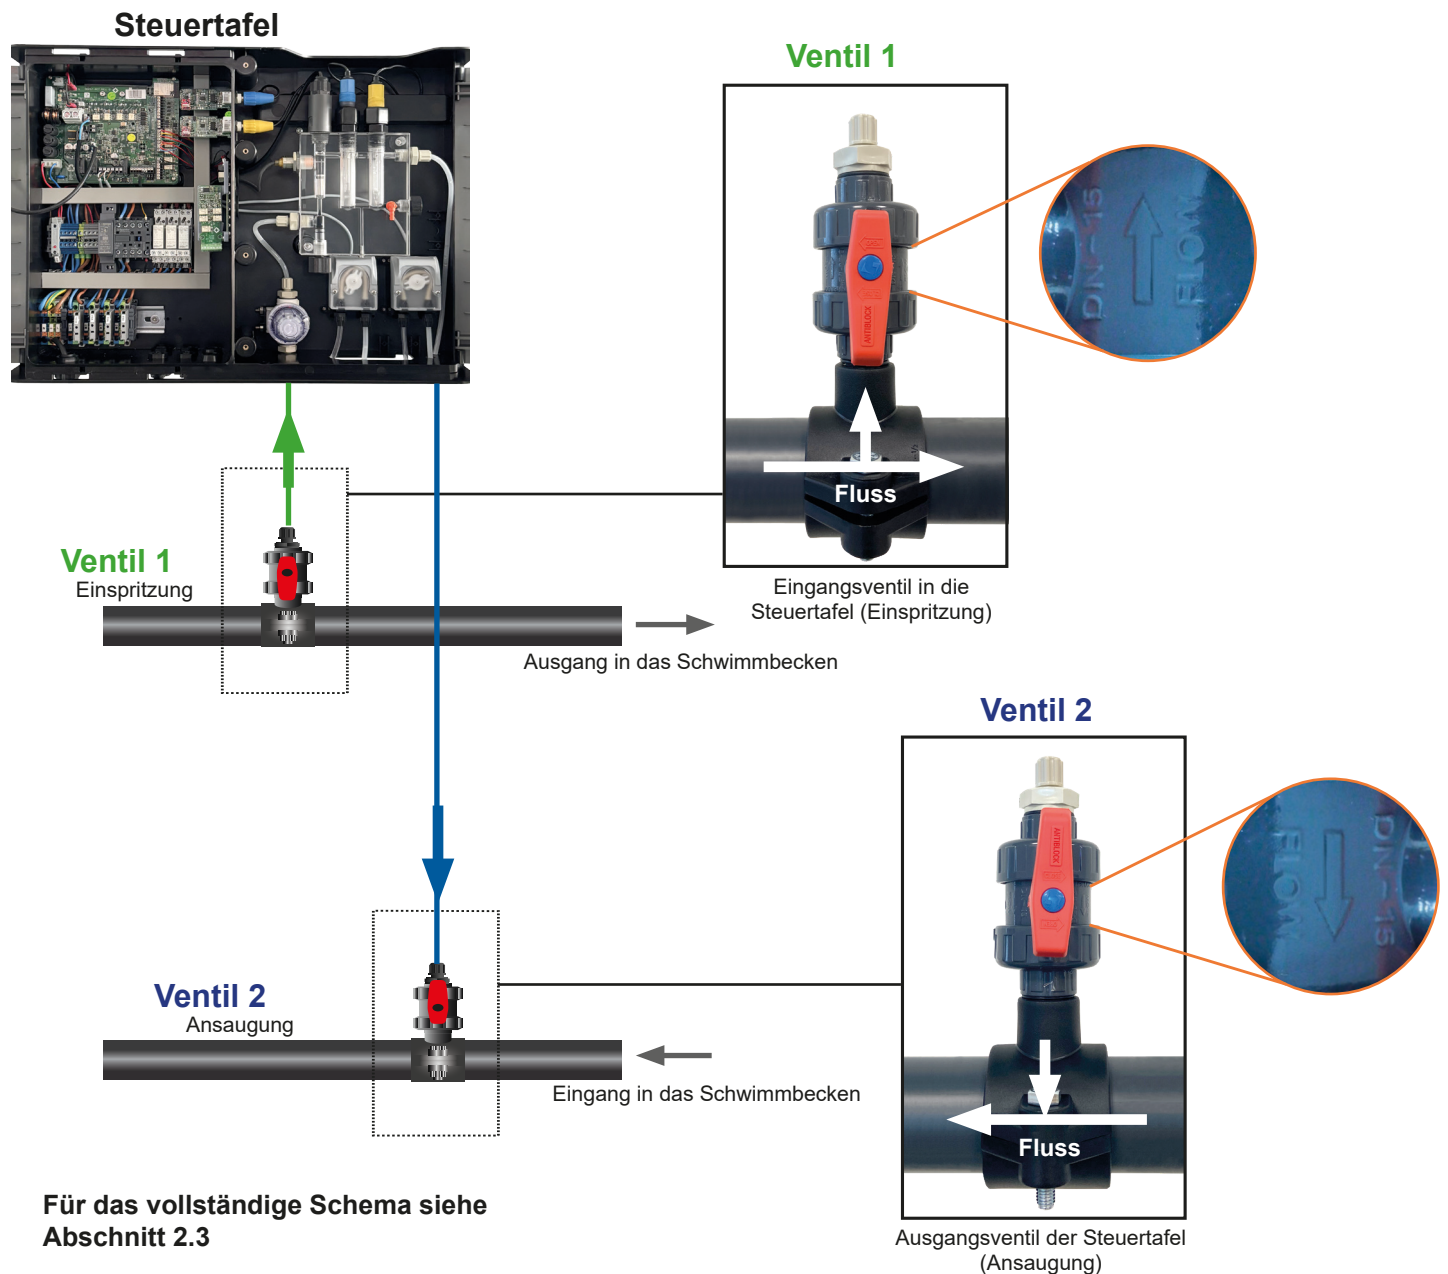 Steuertafel
Ventil 1
DN - 15
FLOW
ANTIBLOCK
Fluss
Eingangsventil in die
Steuertafel (Einspritzung)
Ventil 1
Einspritzung
Ausgang in das Schwimmbecken
Ventil 2
ANTIBLOCK
FLOW
DN - 15
Fluss
Ausgangsventil der Steuertafel
(Ansaugung)
Ventil 2
Ansaugung
Eingang in das Schwimmbecken
Für das vollständige Schema siehe
Abschnitt 2.3